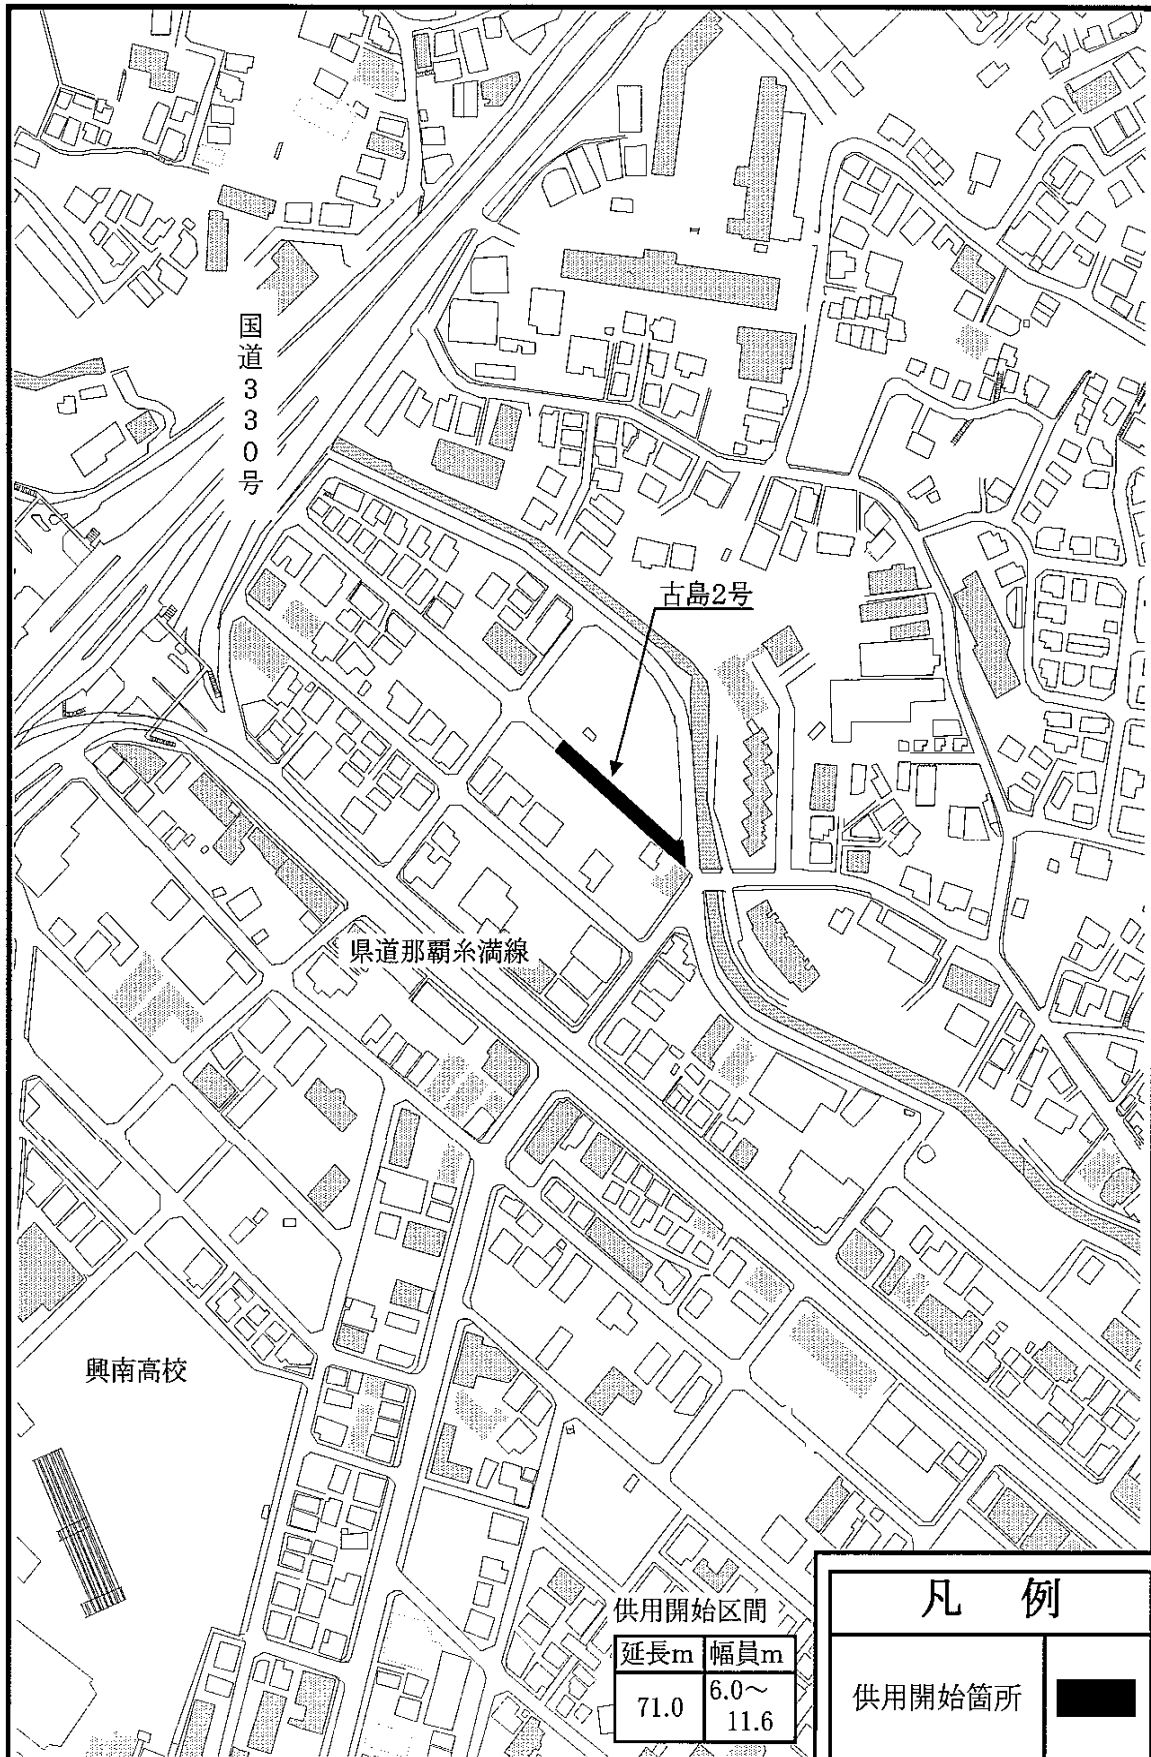 国道330号
古島2号
県道那覇糸満線
興南高校
供用開始区間
延長m 幅員m
71.0 6.0～
11.6
凡 例
供用開始箇所